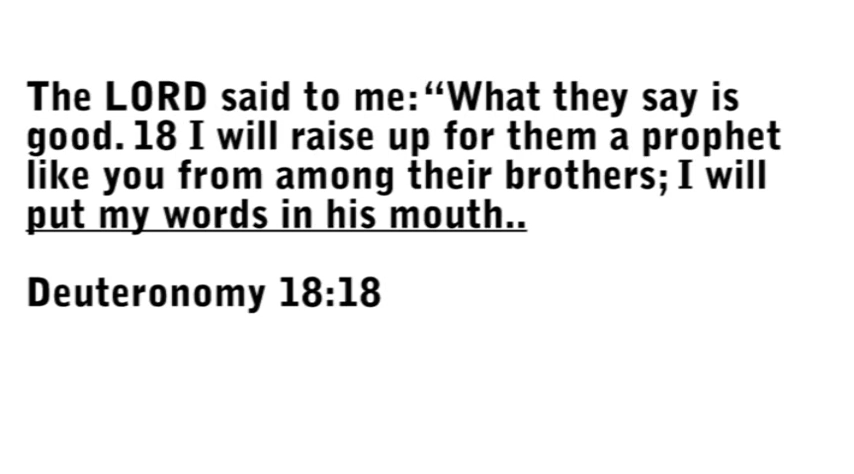 The LORD said to me: “What they say is
good. 18 I will raise up for them a prophet
like you from among their brothers; I will
put my words in his mouth..
Deuteronomy 18:18